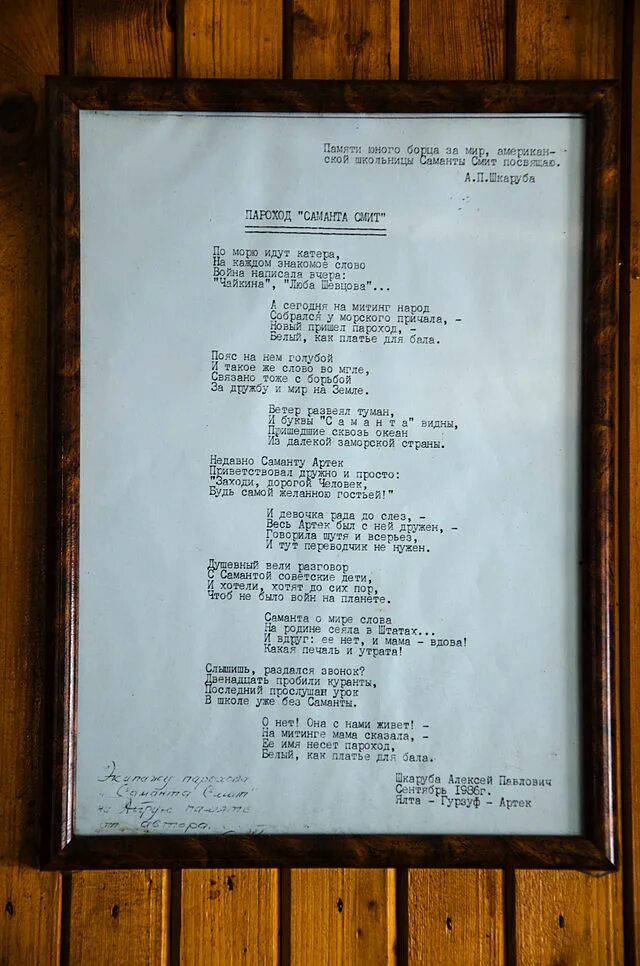 Памяти юного борца за мир, америкая-
ской школьницы Саманты Смит посвящаю.
А.П.Шкаруба
ПАРОХОД "САМАНТА СМИТ"
По морю идут катера,
На каждом знакомое слово
Война написала вчера:
"Чайкина", "Люба Шевцова"...
А сегодня на митинг народ
Собрался у морского причала, –
Новый пришел пароход, –
Белый, как платье для бала.
Пояс на нем голубой
И такое же слово во мгле,
Связано тоже с борьбой
За дружбу и мир на Земле.
Ветер развеял туман,
И буквы "С а м а н т а" видны,
Пришедшие сквозь океан
Из далекой заморской страны.
Недавно Саманту Артек
Приветствовал дружно и просто:
"Заходи, дорогой Человек,
Будь самой желанною гостьей!"
И девочка рада до слез, –
Весь Артек был с ней дружен, –
Говорила шутя и всерьез,
И тут переводчик не нужен.
Душевный вели разговор
С Самантой советские дети,
И хотели, хотят до сих пор,
Чтоб не было войн на планете.
Саманта о мире слова
На родине сеяла в Штатах...
И вдруг: ее нет, и мама – вдова!
Какая печаль и утрата!
Слышишь, раздался звонок?
Двенадцать пробили куранты,
Последний прослушан урок
В школе уже без Саманты.
О нет! Она с нами живет! –
На митинге мама сказала, –
Ее имя несет пароход,
Белый, как платье для бала.
Шкаруба Алексей Павлович
Сентябрь 1986г.
Ялта – Гурзуф – Артек
Экипажу парохода
"Саманта Смит"
на добрую память
от автора.